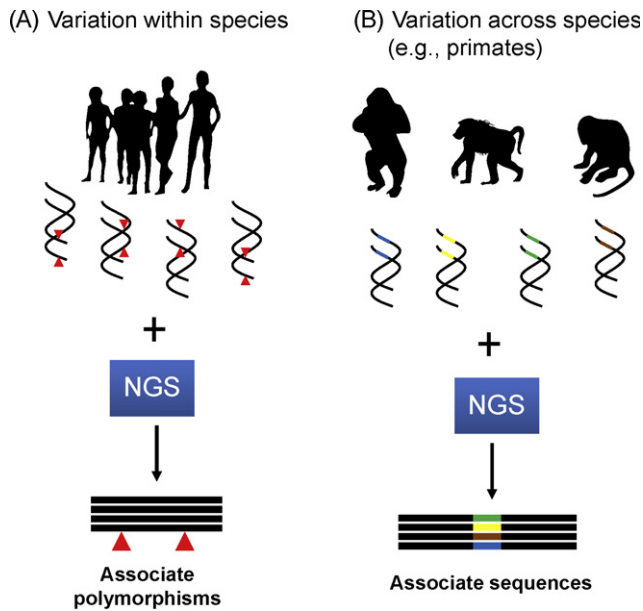 (A) Variation within species
+
NGS
Associate
polymorphisms
(B) Variation across species
(e.g., primates)
+
NGS
Associate sequences